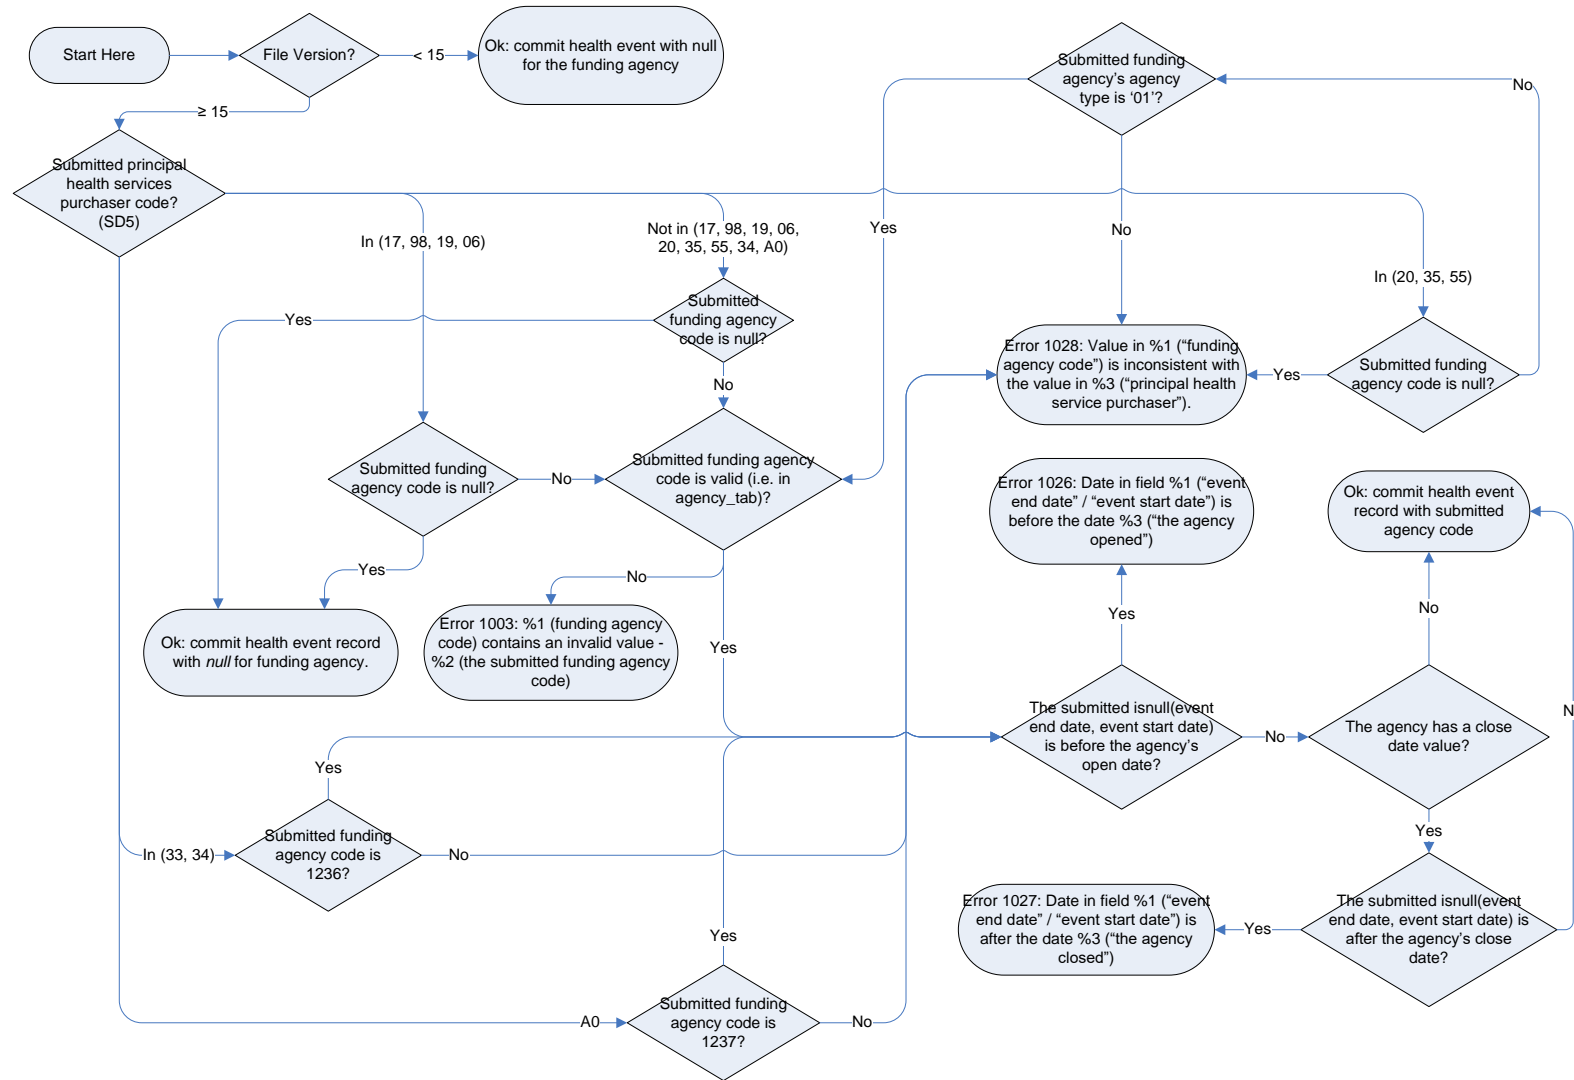 Start Here
File Version?
< 15
Ok: commit health event with null
for the funding agency
≥ 15
Submitted principal
health services
purchaser code?
(SD5)
Submitted funding
agency's agency
type is '01'?
No
Yes
No
In (17, 98, 19, 06)
Not in (17, 98, 19, 06,
20, 35, 55, 34, A0)
In (20, 35, 55)
Submitted
funding agency
code is null?
Yes
No
Error 1028: Value in %1 (“funding
agency code”) is inconsistent with
the value in %3 (“principal health
service purchaser”).
Yes
Submitted funding
agency code is null?
Submitted funding
agency code is null?
No
Submitted funding agency
code is valid (i.e. in
agency_tab)?
Error 1026: Date in field %1 (“event
end date” / “event start date”) is
before the date %3 (“the agency
opened”)
Ok: commit health event
record with submitted
agency code
Yes
No
Yes
No
Ok: commit health event record
with null for funding agency.
Error 1003: %1 (funding agency
code) contains an invalid value -
%2 (the submitted funding agency
code)
Yes
The submitted isnull(event
end date, event start date)
is before the agency's
open date?
No
The agency has a close
date value?
N
Yes
Yes
In (33, 34)
Submitted funding
agency code is
1236?
No
Error 1027: Date in field %1 (“event
end date” / “event start date”) is
after the date %3 (“the agency
closed”)
Yes
The submitted isnull(event
end date, event start date) is
after the agency's close
date?
Yes
A0
Submitted funding
agency code is
1237?
No